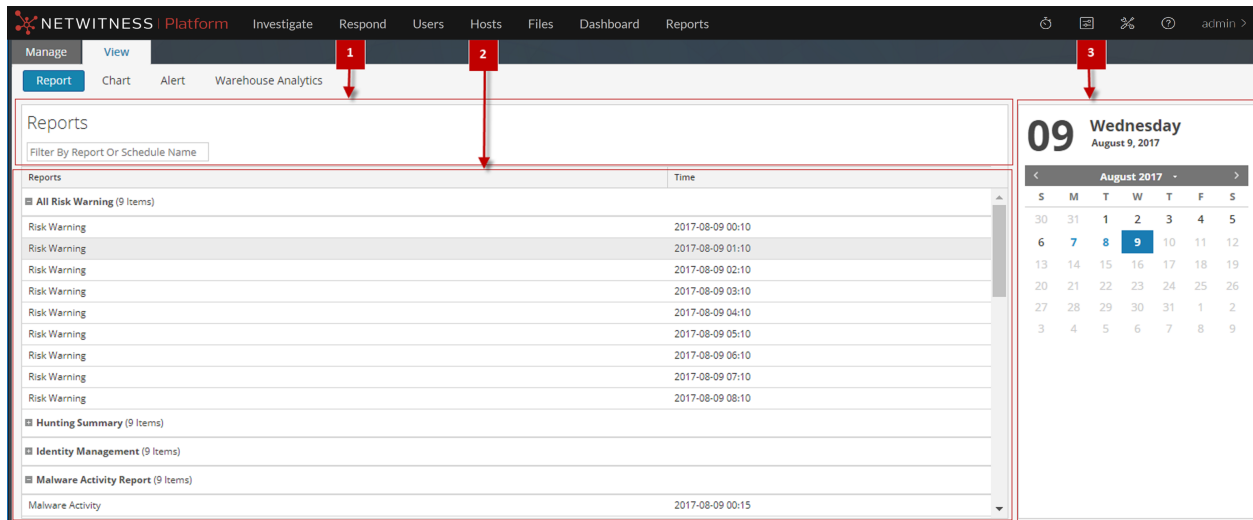 NETWITNESS | Platform Investigate Respond Users Hosts Files Dashboard Reports admin >
Manage View 1 2 3
Report Chart Alert Warehouse Analytics
Reports
Filter By Report Or Schedule Name
Reports Time
All Risk Warning (9 Items)
Risk Warning 2017-08-09 00:10
Risk Warning 2017-08-09 01:10
Risk Warning 2017-08-09 02:10
Risk Warning 2017-08-09 03:10
Risk Warning 2017-08-09 04:10
Risk Warning 2017-08-09 05:10
Risk Warning 2017-08-09 06:10
Risk Warning 2017-08-09 07:10
Risk Warning 2017-08-09 08:10
Hunting Summary (9 Items)
Identity Management (9 Items)
Malware Activity Report (9 Items)
Malware Activity 2017-08-09 00:15
09 Wednesday
August 9, 2017
August 2017
S M T W T F S
30 31 1 2 3 4 5
6 7 8 9 10 11 12
13 14 15 16 17 18 19
20 21 22 23 24 25 26
27 28 29 30 31 1 2
3 4 5 6 7 8 9